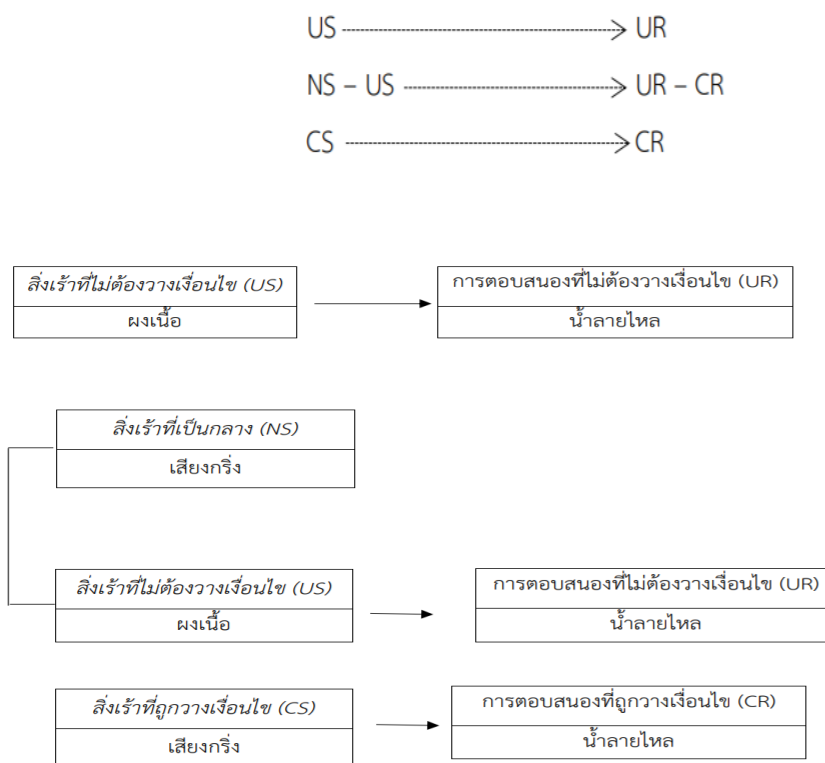 US UR
NS – US UR – CR
CS CR
สิ่งเร้าที่ไม่ต้องวางเงื่อนไข (US) การตอบสนองที่ไม่ต้องวางเงื่อนไข (UR)
ผงเนื้อ น้ำลายไหล
สิ่งเร้าที่เป็นกลาง (NS)
เสียงกริ่ง
สิ่งเร้าที่ไม่ต้องวางเงื่อนไข (US) การตอบสนองที่ไม่ต้องวางเงื่อนไข (UR)
ผงเนื้อ น้ำลายไหล
สิ่งเร้าที่ถูกวางเงื่อนไข (CS) การตอบสนองที่ถูกวางเงื่อนไข (CR)
เสียงกริ่ง น้ำลายไหล